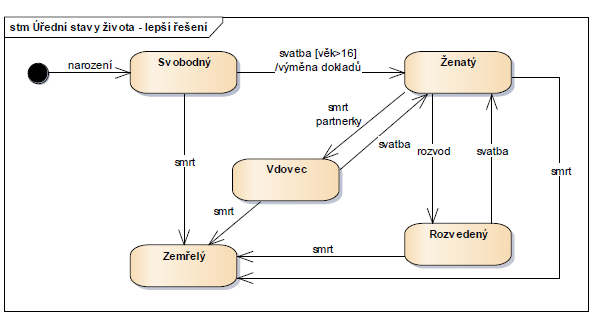 stm Úřední stavy života - lepší řešení
narození
Svobodný
svatba [věk>16]
/výměna dokladů
Ženatý
smrt
partnerky
svatba
rozvod
svatba
smrt
smrt
Vdovec
smrt
Rozvedený
smrt
Zemřelý